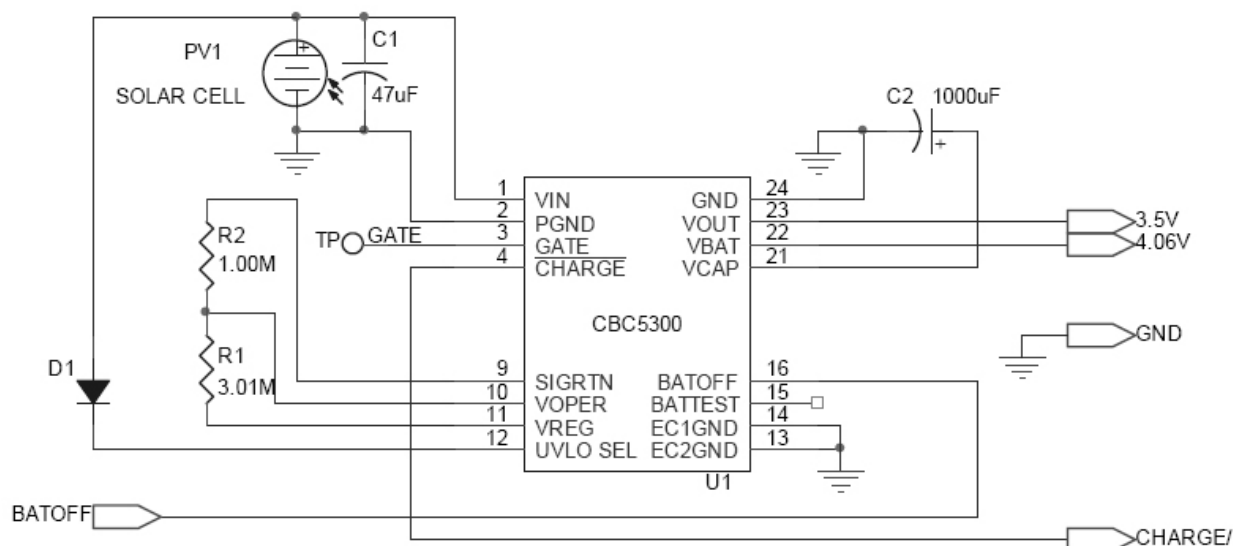 PV1
SOLAR CELL
C1
47uF
C2 1000uF
1 VIN GND 24
2 PGND VOUT 23
3 GATE VBAT 22
4 CHARGE VCAP 21
TP GATE
3.5V
4.06V
R2
1.00M
CBC5300
GND
R1
3.01M
D1
9 SIGRTN BATOFF 16
10 VOPER BATTEST 15
11 VREG EC1GND 14
12 UVLO SEL EC2GND 13
U1
BATOFF
CHARGE/